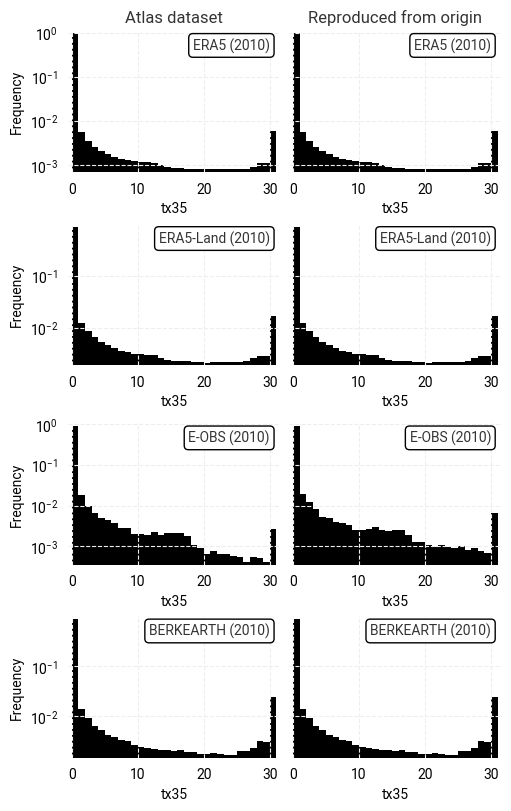 Atlas dataset Reproduced from origin
10⁰
10⁻¹
10⁻²
10⁻³
Frequency
ERA5 (2010) ERA5 (2010)
0 10 20 30 0 10 20 30
tx35 tx35
10⁻¹
10⁻²
Frequency
ERA5-Land (2010) ERA5-Land (2010)
0 10 20 30 0 10 20 30
tx35 tx35
10⁰
10⁻¹
10⁻²
10⁻³
Frequency
E-OBS (2010) E-OBS (2010)
0 10 20 30 0 10 20 30
tx35 tx35
10⁻¹
10⁻²
Frequency
BERKEARTH (2010) BERKEARTH (2010)
0 10 20 30 0 10 20 30
tx35 tx35